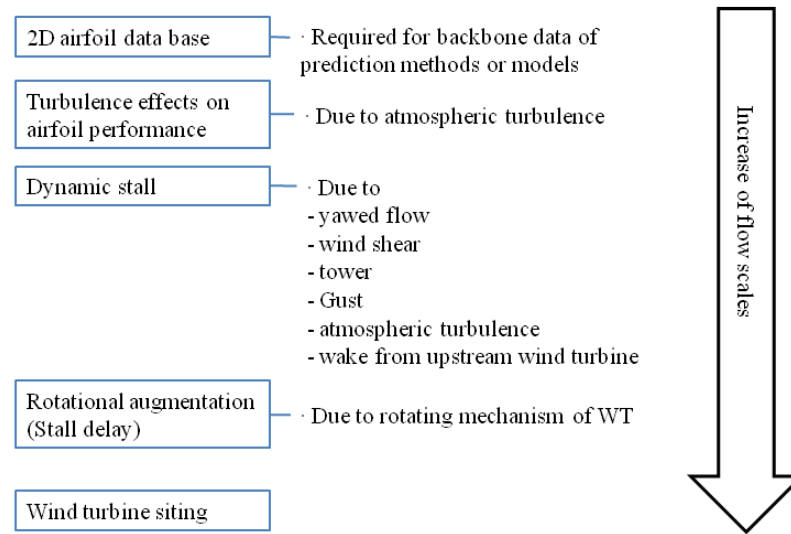 2D airfoil data base
· Required for backbone data of
prediction methods or models
Turbulence effects on
airfoil performance
· Due to atmospheric turbulence
Dynamic stall
· Due to
- yawed flow
- wind shear
- tower
- Gust
- atmospheric turbulence
- wake from upstream wind turbine
Rotational augmentation
(Stall delay)
· Due to rotating mechanism of WT
Wind turbine siting
Increase of flow scales